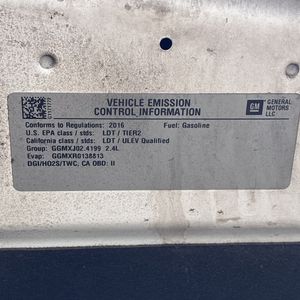 VEHICLE EMISSION
CONTROL INFORMATION
GM
GENERAL
MOTORS
LLC
Conforms to Regulations: 2016 Fuel: Gasoline
U.S. EPA class / stds: LDT / TIER2
California class / stds: LDT / ULEV Qualified
Group: GGMXJ02.4199 2.4L
Evap: GGMXR0138813
DGI/HO2S/TWC, CA OBD: II